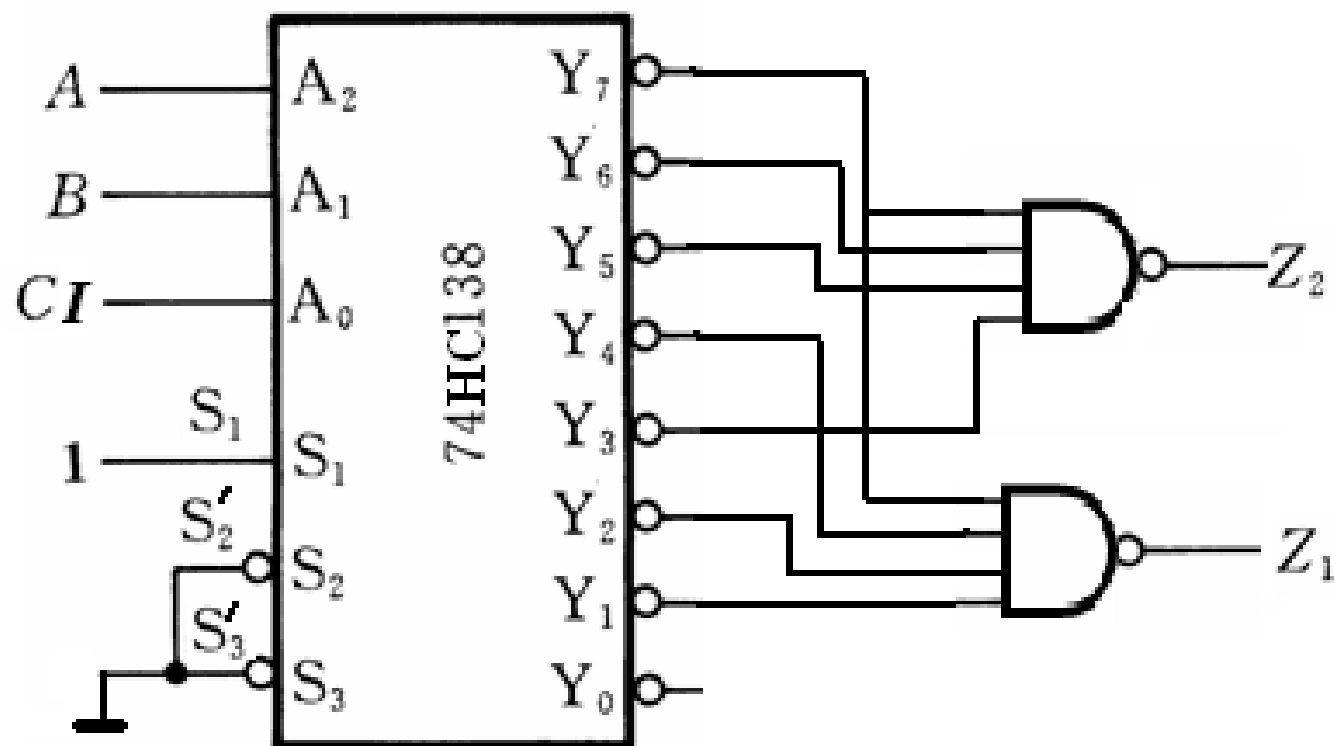 A
A₂
Y₇
B
A₁
Y₆
CI
A₀
Y₅
Z₂
74HC138
Y₄
S₁
1
S₁
Y₃
S₂′
S₂
Y₂
Z₁
S₃′
Y₁
S₃
Y₀